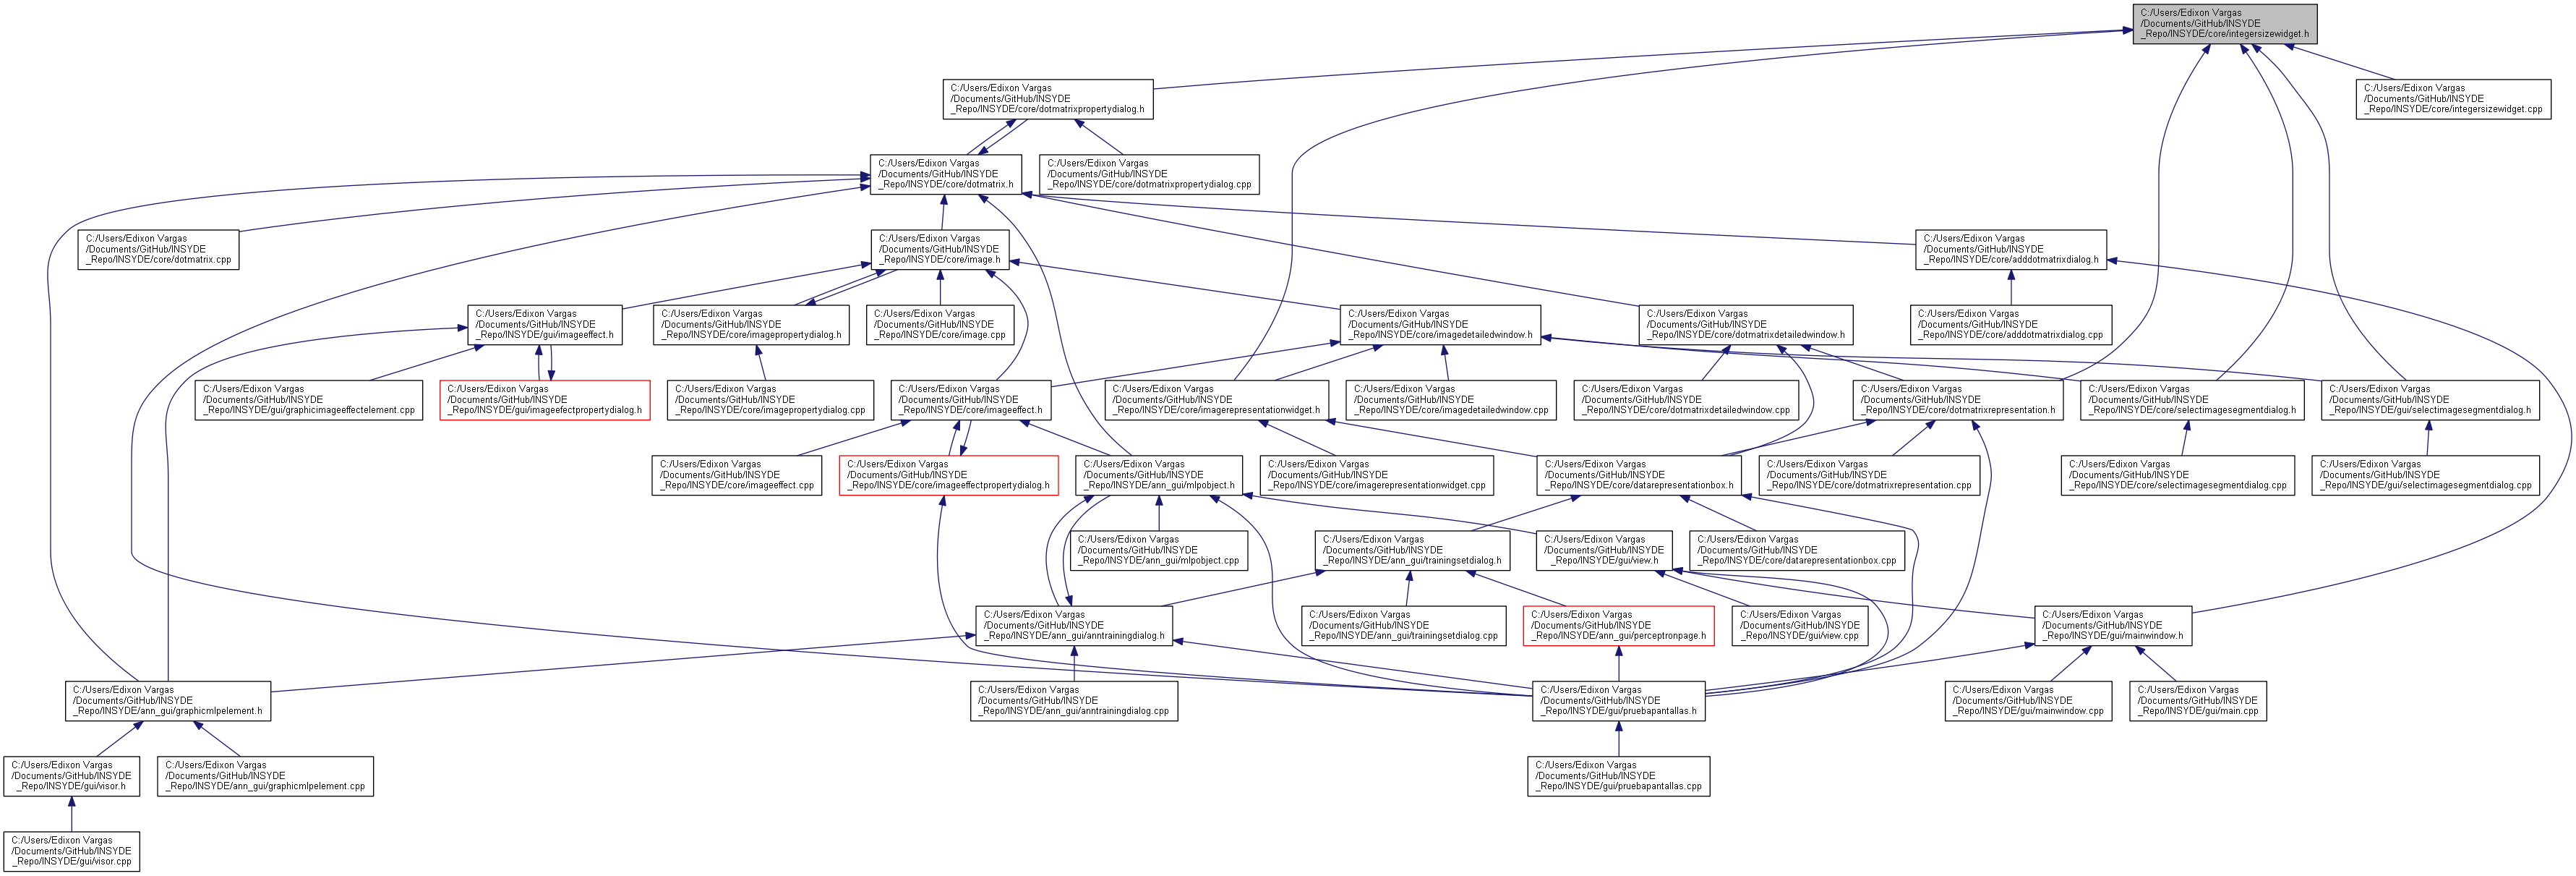 C:/Users/Edixon Vargas
/Documents/GitHub/INSYDE
_Repo/INSYDE/core/integersizewidget.h
C:/Users/Edixon Vargas
/Documents/GitHub/INSYDE
_Repo/INSYDE/core/dotmatrixpropertydialog.h
C:/Users/Edixon Vargas
/Documents/GitHub/INSYDE
_Repo/INSYDE/core/integersizewidget.cpp
C:/Users/Edixon Vargas
/Documents/GitHub/INSYDE
_Repo/INSYDE/core/dotmatrix.h
C:/Users/Edixon Vargas
/Documents/GitHub/INSYDE
_Repo/INSYDE/core/dotmatrixpropertydialog.cpp
C:/Users/Edixon Vargas
/Documents/GitHub/INSYDE
_Repo/INSYDE/core/dotmatrix.cpp
C:/Users/Edixon Vargas
/Documents/GitHub/INSYDE
_Repo/INSYDE/core/image.h
C:/Users/Edixon Vargas
/Documents/GitHub/INSYDE
_Repo/INSYDE/core/adddotmatrixdialog.h
C:/Users/Edixon Vargas
/Documents/GitHub/INSYDE
_Repo/INSYDE/gui/imageeffect.h
C:/Users/Edixon Vargas
/Documents/GitHub/INSYDE
_Repo/INSYDE/core/imagepropertydialog.h
C:/Users/Edixon Vargas
/Documents/GitHub/INSYDE
_Repo/INSYDE/core/image.cpp
C:/Users/Edixon Vargas
/Documents/GitHub/INSYDE
_Repo/INSYDE/core/imagedetailedwindow.h
C:/Users/Edixon Vargas
/Documents/GitHub/INSYDE
_Repo/INSYDE/core/dotmatrixdetailedwindow.h
C:/Users/Edixon Vargas
/Documents/GitHub/INSYDE
_Repo/INSYDE/core/adddotmatrixdialog.cpp
C:/Users/Edixon Vargas
/Documents/GitHub/INSYDE
_Repo/INSYDE/gui/graphicimageeffectelement.cpp
C:/Users/Edixon Vargas
/Documents/GitHub/INSYDE
_Repo/INSYDE/gui/imageefectpropertydialog.h
C:/Users/Edixon Vargas
/Documents/GitHub/INSYDE
_Repo/INSYDE/core/imagepropertydialog.cpp
C:/Users/Edixon Vargas
/Documents/GitHub/INSYDE
_Repo/INSYDE/core/imageeffect.h
C:/Users/Edixon Vargas
/Documents/GitHub/INSYDE
_Repo/INSYDE/core/imagerepresentationwidget.h
C:/Users/Edixon Vargas
/Documents/GitHub/INSYDE
_Repo/INSYDE/core/imagedetailedwindow.cpp
C:/Users/Edixon Vargas
/Documents/GitHub/INSYDE
_Repo/INSYDE/core/dotmatrixdetailedwindow.cpp
C:/Users/Edixon Vargas
/Documents/GitHub/INSYDE
_Repo/INSYDE/core/dotmatrixrepresentation.h
C:/Users/Edixon Vargas
/Documents/GitHub/INSYDE
_Repo/INSYDE/core/selectimagesegmentdialog.h
C:/Users/Edixon Vargas
/Documents/GitHub/INSYDE
_Repo/INSYDE/gui/selectimagesegmentdialog.h
C:/Users/Edixon Vargas
/Documents/GitHub/INSYDE
_Repo/INSYDE/core/imageeffect.cpp
C:/Users/Edixon Vargas
/Documents/GitHub/INSYDE
_Repo/INSYDE/core/imageeffectpropertydialog.h
C:/Users/Edixon Vargas
/Documents/GitHub/INSYDE
_Repo/INSYDE/ann_gui/mlpobject.h
C:/Users/Edixon Vargas
/Documents/GitHub/INSYDE
_Repo/INSYDE/core/imagerepresentationwidget.cpp
C:/Users/Edixon Vargas
/Documents/GitHub/INSYDE
_Repo/INSYDE/core/datarepresentationbox.h
C:/Users/Edixon Vargas
/Documents/GitHub/INSYDE
_Repo/INSYDE/core/dotmatrixrepresentation.cpp
C:/Users/Edixon Vargas
/Documents/GitHub/INSYDE
_Repo/INSYDE/core/selectimagesegmentdialog.cpp
C:/Users/Edixon Vargas
/Documents/GitHub/INSYDE
_Repo/INSYDE/gui/selectimagesegmentdialog.cpp
C:/Users/Edixon Vargas
/Documents/GitHub/INSYDE
_Repo/INSYDE/ann_gui/mlpobject.cpp
C:/Users/Edixon Vargas
/Documents/GitHub/INSYDE
_Repo/INSYDE/ann_gui/trainingsetdialog.h
C:/Users/Edixon Vargas
/Documents/GitHub/INSYDE
_Repo/INSYDE/gui/view.h
C:/Users/Edixon Vargas
/Documents/GitHub/INSYDE
_Repo/INSYDE/core/datarepresentationbox.cpp
C:/Users/Edixon Vargas
/Documents/GitHub/INSYDE
_Repo/INSYDE/ann_gui/anntrainingdialog.h
C:/Users/Edixon Vargas
/Documents/GitHub/INSYDE
_Repo/INSYDE/ann_gui/trainingsetdialog.cpp
C:/Users/Edixon Vargas
/Documents/GitHub/INSYDE
_Repo/INSYDE/ann_gui/perceptronpage.h
C:/Users/Edixon Vargas
/Documents/GitHub/INSYDE
_Repo/INSYDE/gui/view.cpp
C:/Users/Edixon Vargas
/Documents/GitHub/INSYDE
_Repo/INSYDE/gui/mainwindow.h
C:/Users/Edixon Vargas
/Documents/GitHub/INSYDE
_Repo/INSYDE/ann_gui/graphicmlpelement.h
C:/Users/Edixon Vargas
/Documents/GitHub/INSYDE
_Repo/INSYDE/ann_gui/anntrainingdialog.cpp
C:/Users/Edixon Vargas
/Documents/GitHub/INSYDE
_Repo/INSYDE/gui/pruebapantallas.h
C:/Users/Edixon Vargas
/Documents/GitHub/INSYDE
_Repo/INSYDE/gui/mainwindow.cpp
C:/Users/Edixon Vargas
/Documents/GitHub/INSYDE
_Repo/INSYDE/gui/main.cpp
C:/Users/Edixon Vargas
/Documents/GitHub/INSYDE
_Repo/INSYDE/gui/visor.h
C:/Users/Edixon Vargas
/Documents/GitHub/INSYDE
_Repo/INSYDE/ann_gui/graphicmlpelement.cpp
C:/Users/Edixon Vargas
/Documents/GitHub/INSYDE
_Repo/INSYDE/gui/pruebapantallas.cpp
C:/Users/Edixon Vargas
/Documents/GitHub/INSYDE
_Repo/INSYDE/gui/visor.cpp